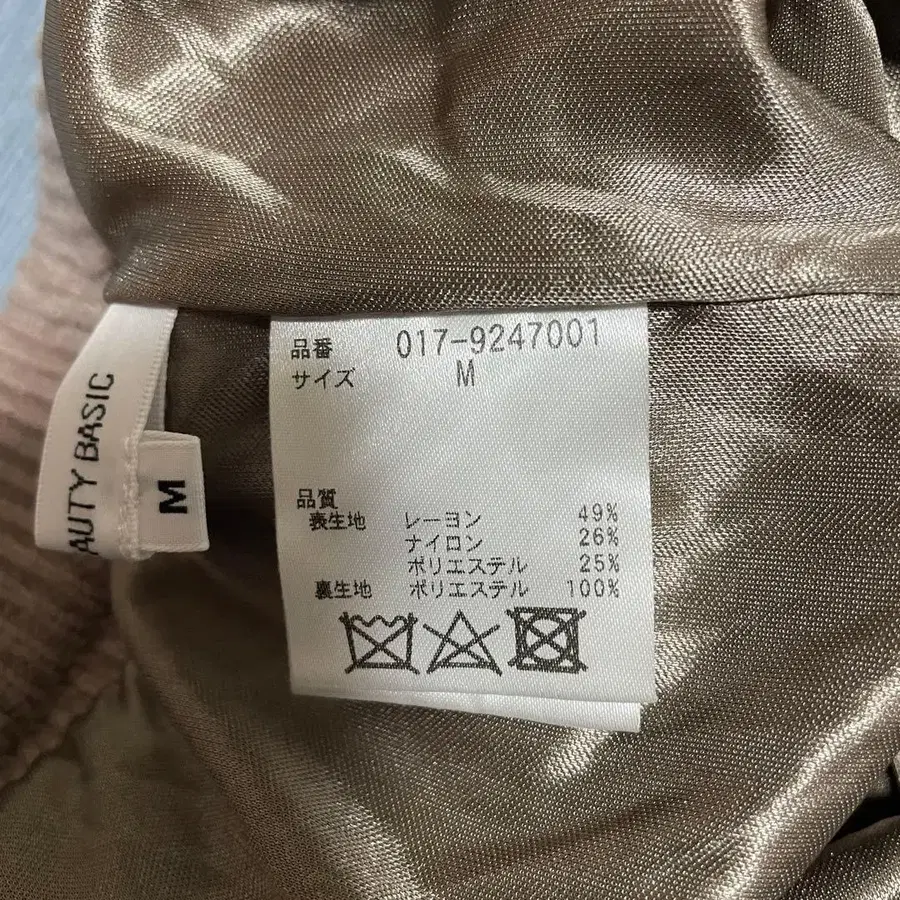 AUTY BASIC
M
品番 017-9247001
サイズ M
品質
表生地 レーヨン 49%
ナイロン 26%
ポリエステル 25%
裏生地 ポリエステル 100%